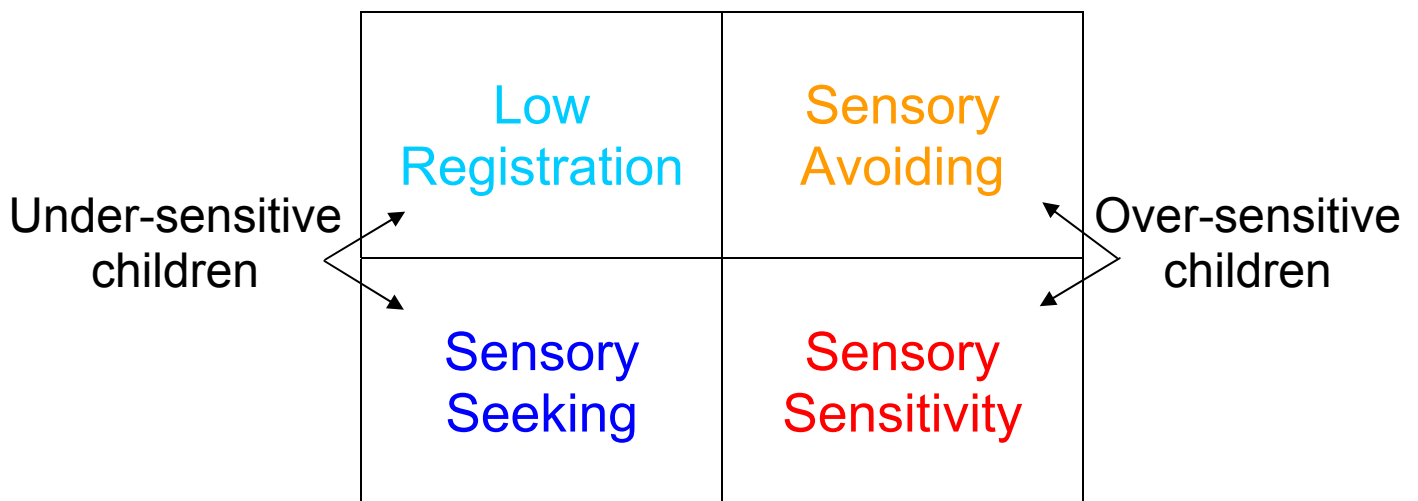 Low
Registration
Sensory
Avoiding
Under-sensitive
children
Over-sensitive
children
Sensory
Seeking
Sensory
Sensitivity